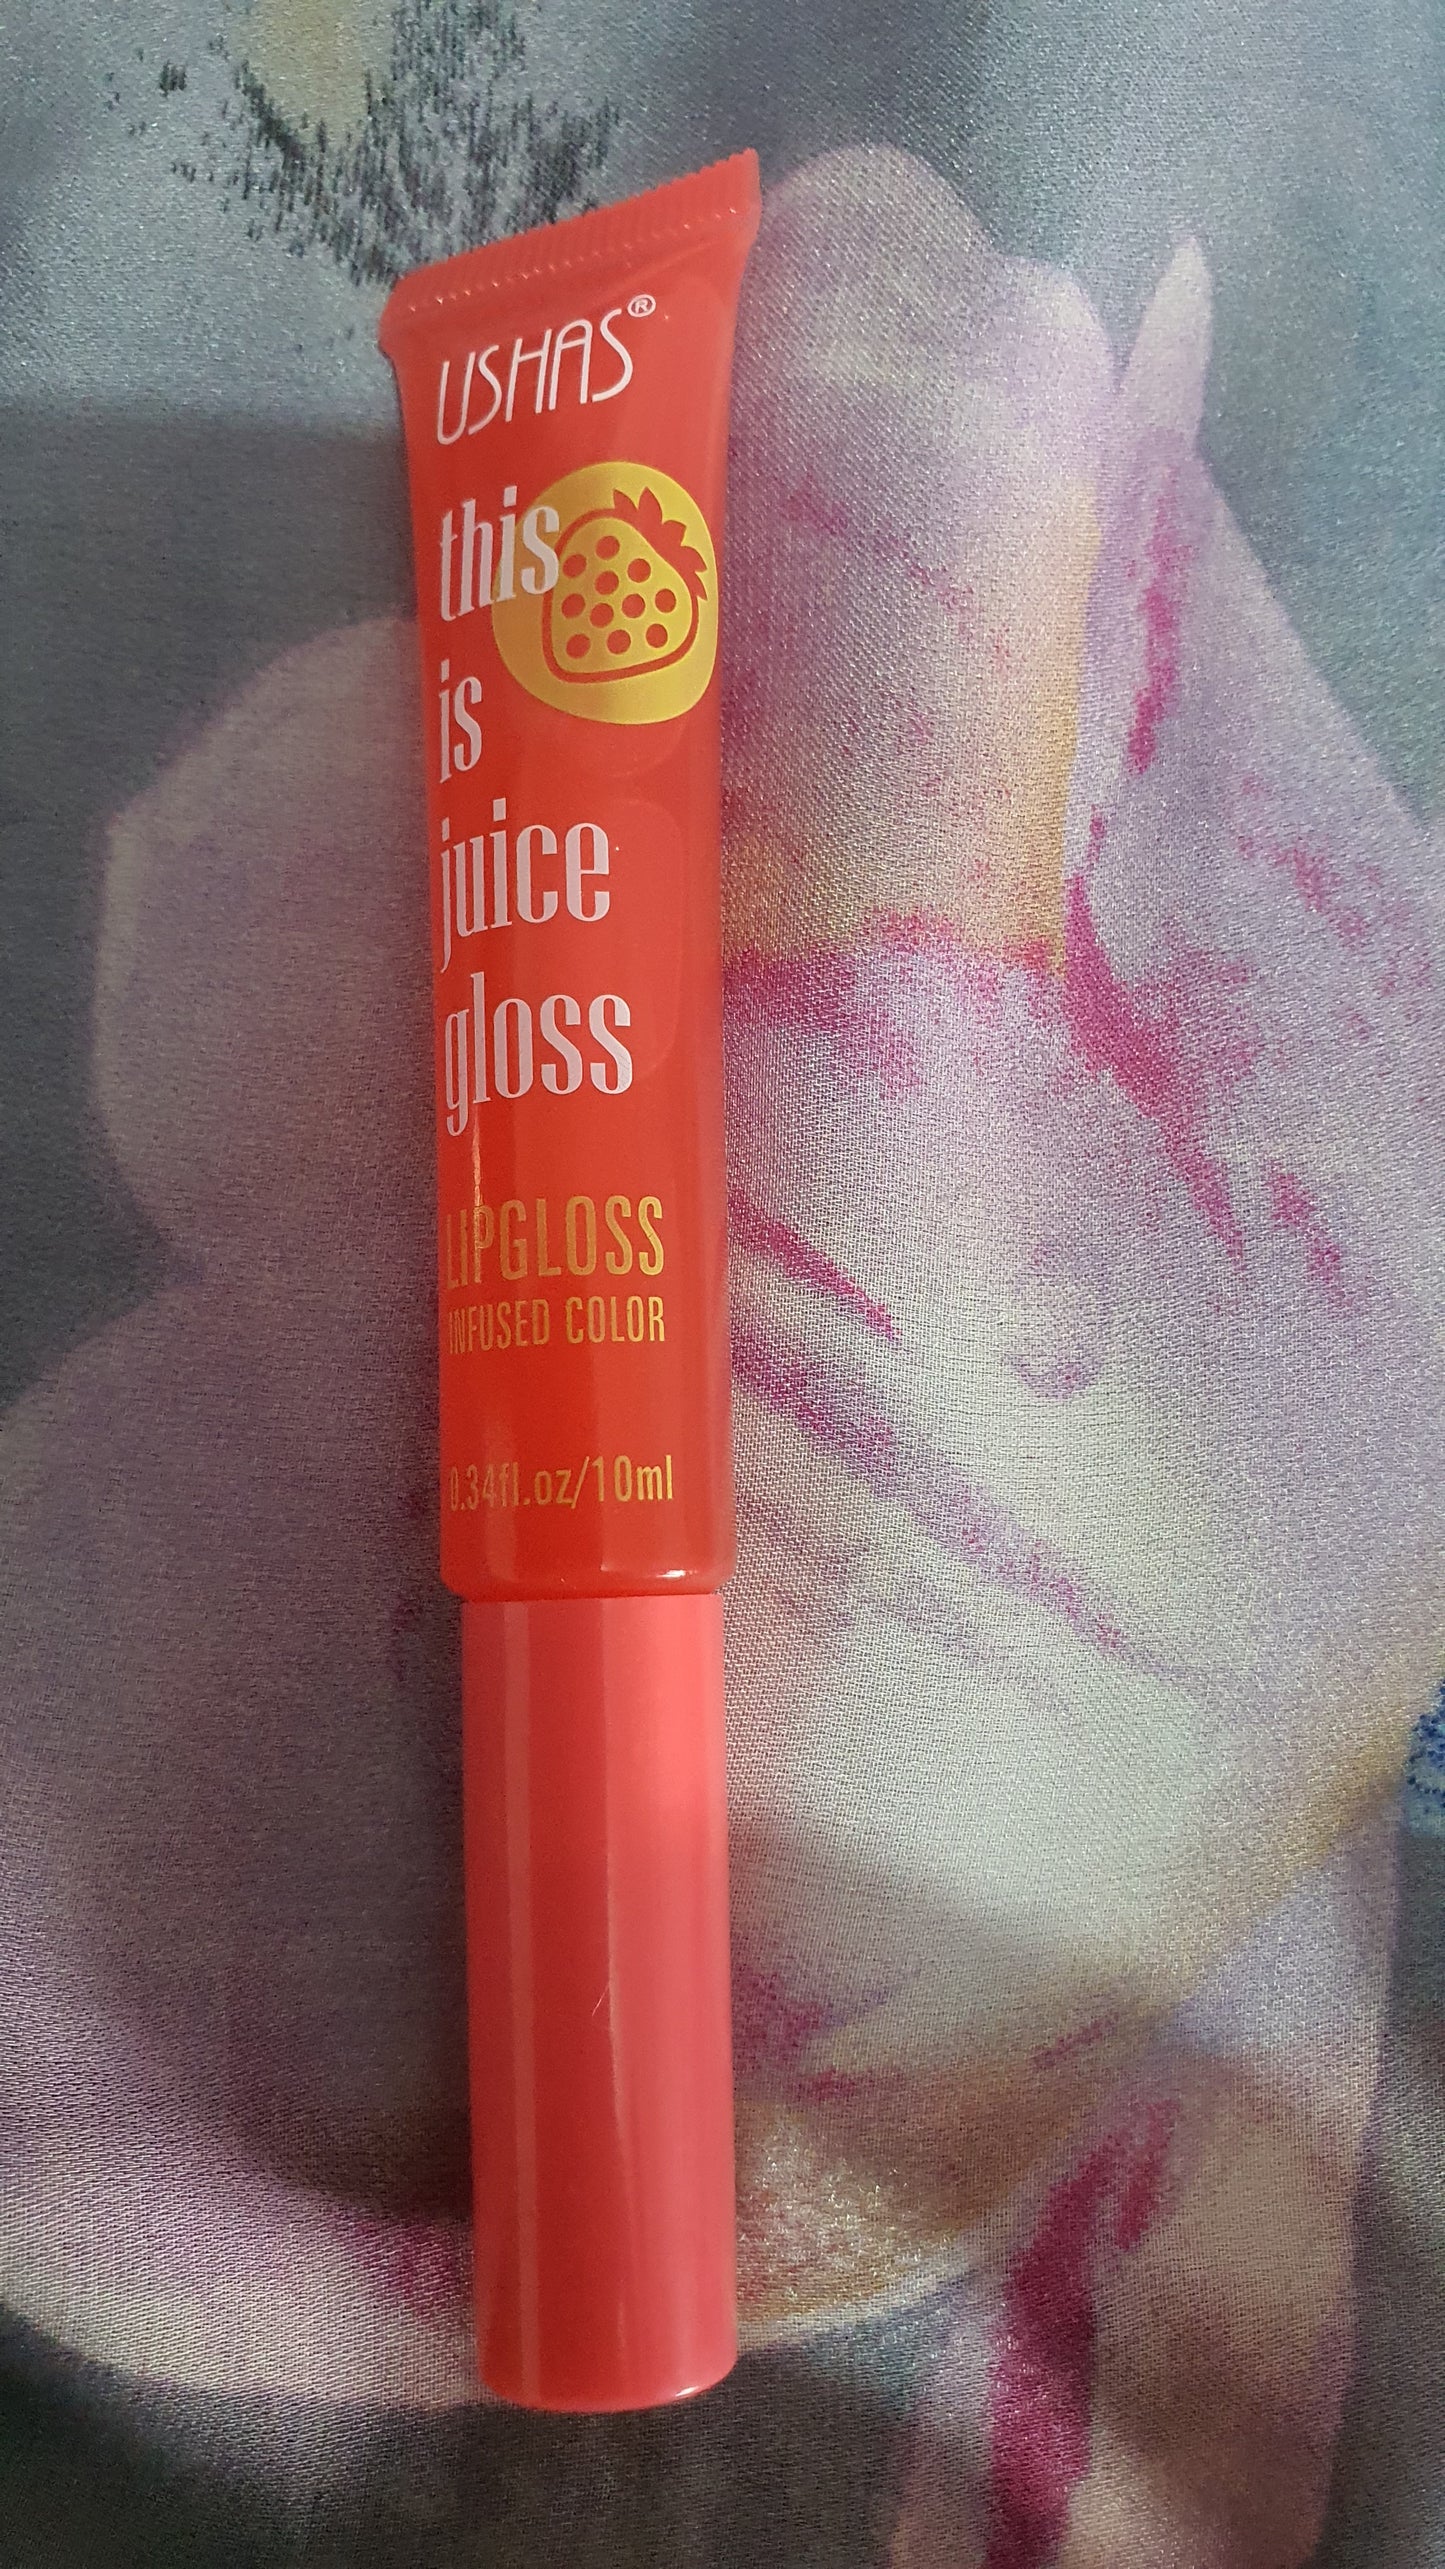 USHAS®
this
is
juice
gloss
LIPGLOSS
INFUSED COLOR
0.34fl.oz/10ml